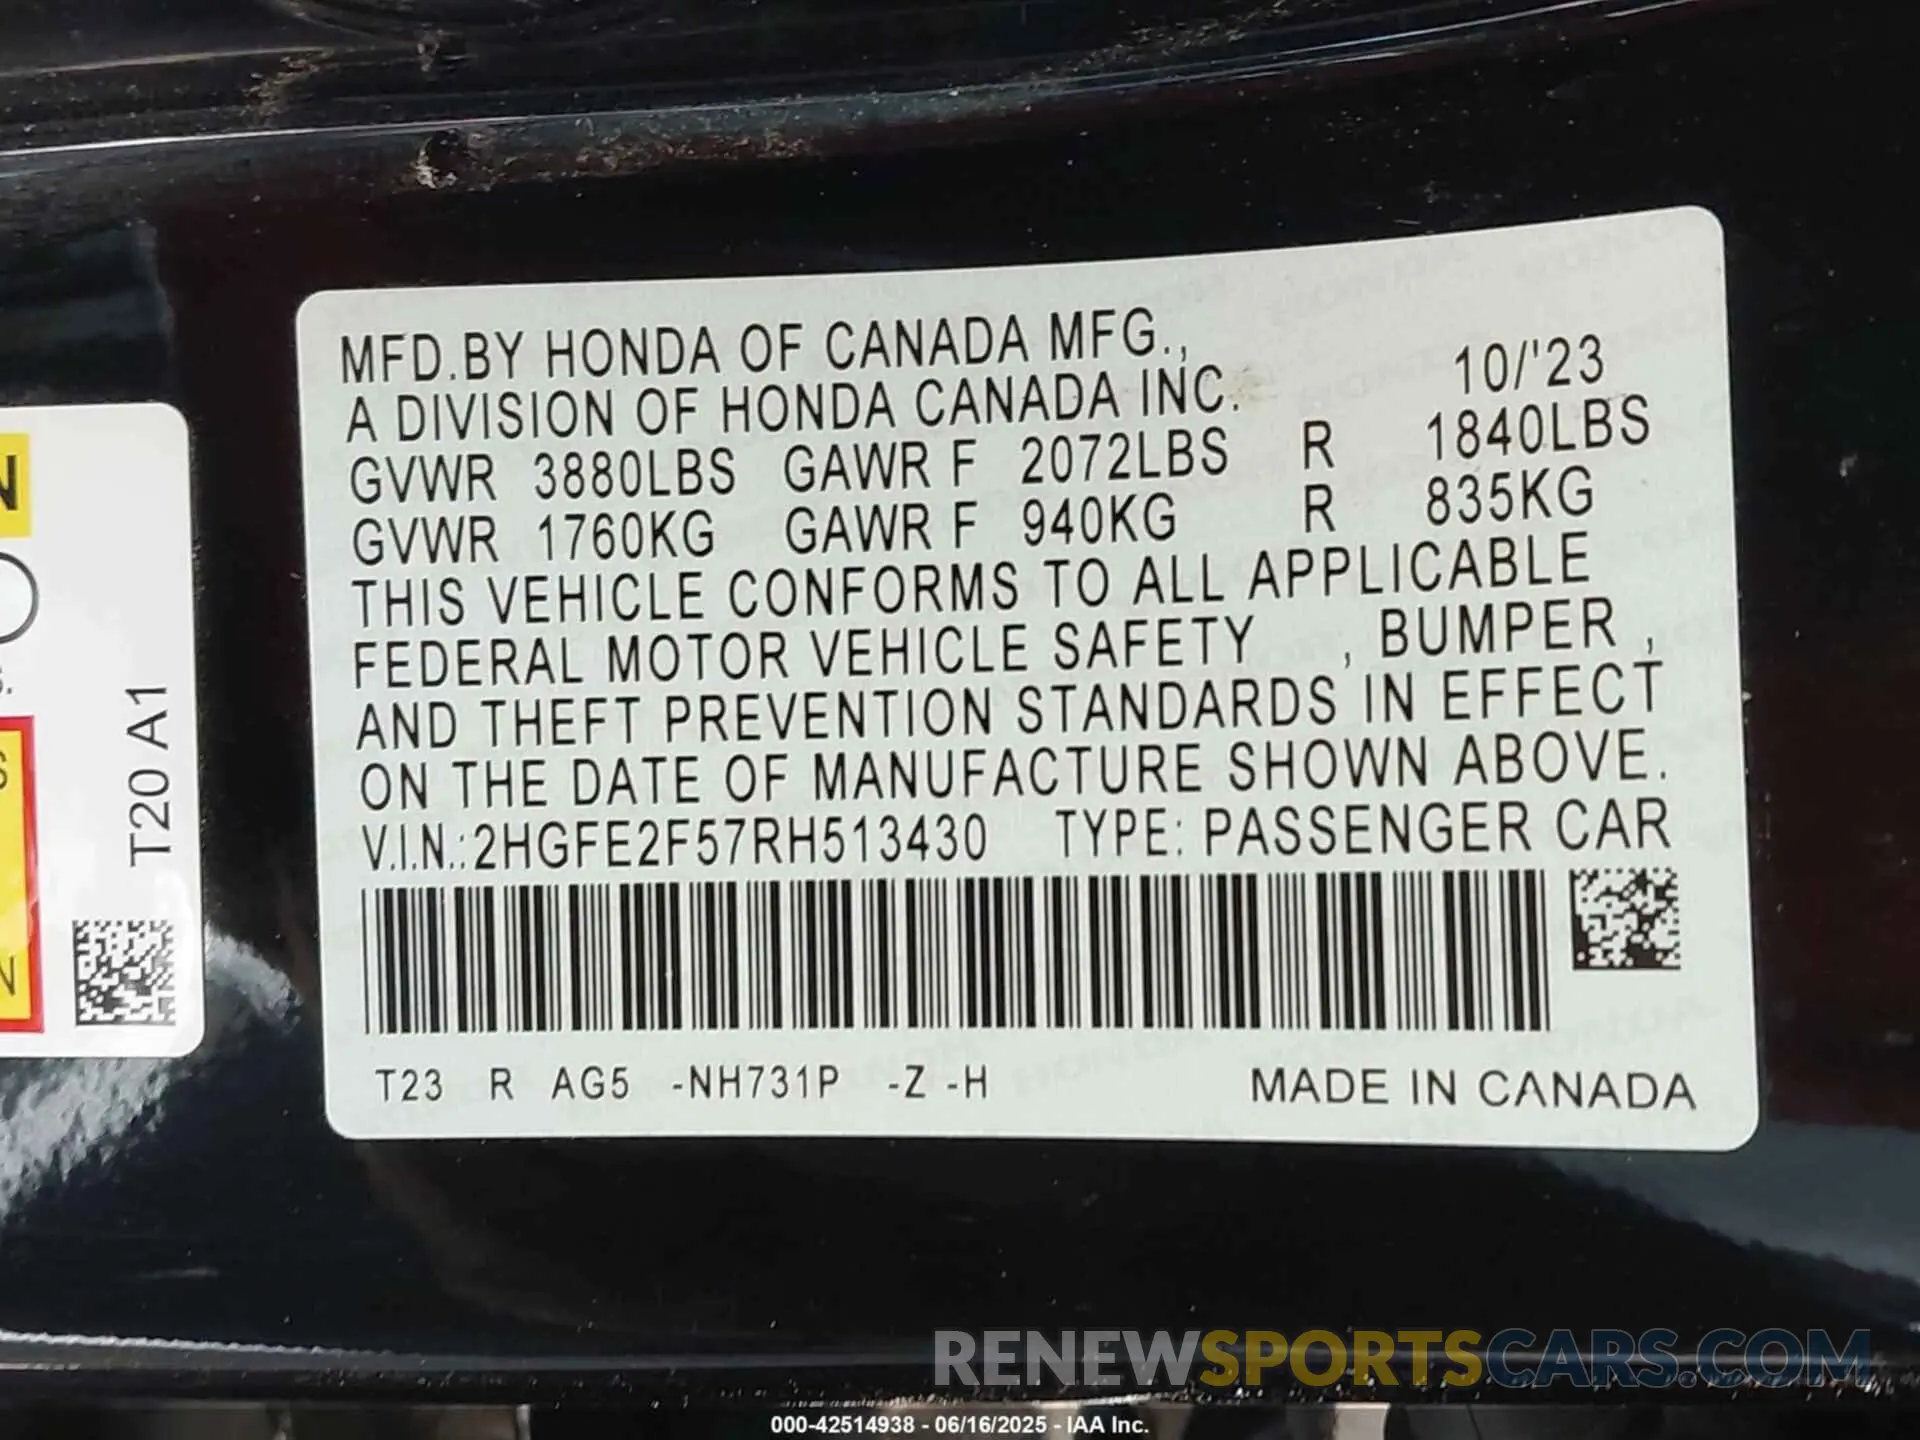 MFD.BY HONDA OF CANADA MFG.,
A DIVISION OF HONDA CANADA INC. 10/'23
GVWR 3880LBS GAWR F 2072LBS R 1840LBS
GVWR 1760KG GAWR F 940KG R 835KG
THIS VEHICLE CONFORMS TO ALL APPLICABLE
FEDERAL MOTOR VEHICLE SAFETY , BUMPER ,
AND THEFT PREVENTION STANDARDS IN EFFECT
ON THE DATE OF MANUFACTURE SHOWN ABOVE.
V.I.N.:2HGFE2F57RH513430 TYPE: PASSENGER CAR
T23 R AG5 -NH731P -Z -H MADE IN CANADA
T20 A1
RENEWSPORTSCARS.COM
000-42514938 - 06/16/2025 - IAA Inc.